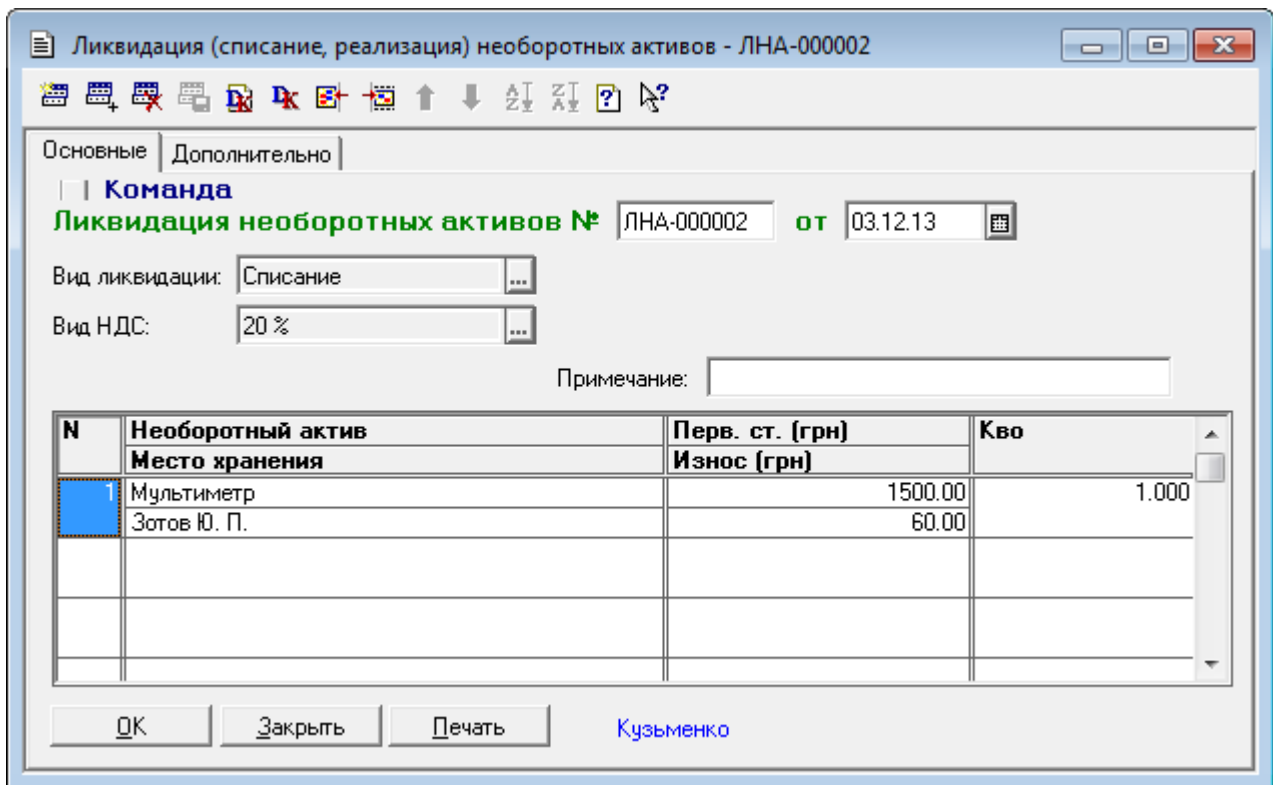 Ликвидация (списание, реализация) необоротных активов - ЛНА-000002
Основные Дополнительно
Команда
Ликвидация необоротных активов № ЛНА-000002 от 03.12.13
Вид ликвидации: Списание ...
Вид НДС: 20 % ...
Примечание:
N Необоротный актив Перв. ст. (грн) Кво
Место хранения Износ (грн)
1 Мультиметр 1500.00 1.000
Зотов Ю. П. 60.00
OK Закрыть Печать Кузьменко